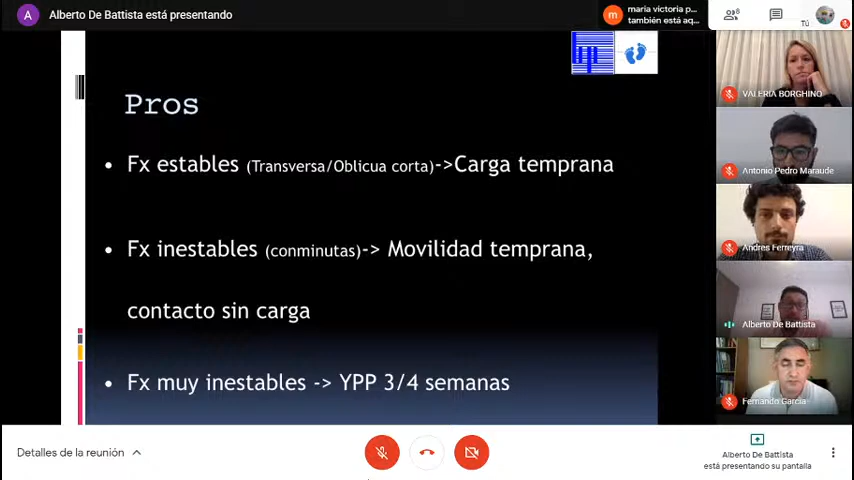 A
Alberto De Battista está presentando
m
maria victoria p...
también está aq...
8
Tú
Pros
• Fx estables (Transversa/Oblicua corta)->Carga temprana
• Fx inestables (conminutas)-> Movilidad temprana,
contacto sin carga
• Fx muy inestables -> YPP 3/4 semanas
VALERIA BORGHINO
Antonio Pedro Maraude
Andres Ferreyra
Alberto De Battista
Fernando Garcia
Detalles de la reunión
Alberto De Battista
está presentando su pantalla